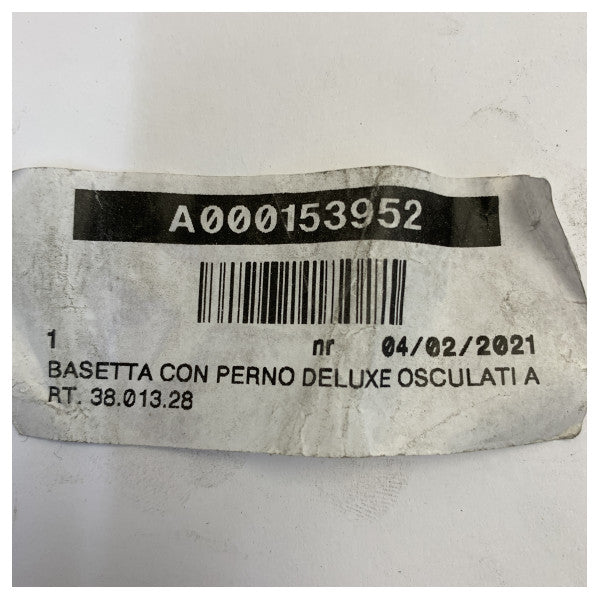 A000153952
1 nr 04/02/2021
BASETTA CON PERNO DELUXE OSCULATI A
RT. 38.013.28